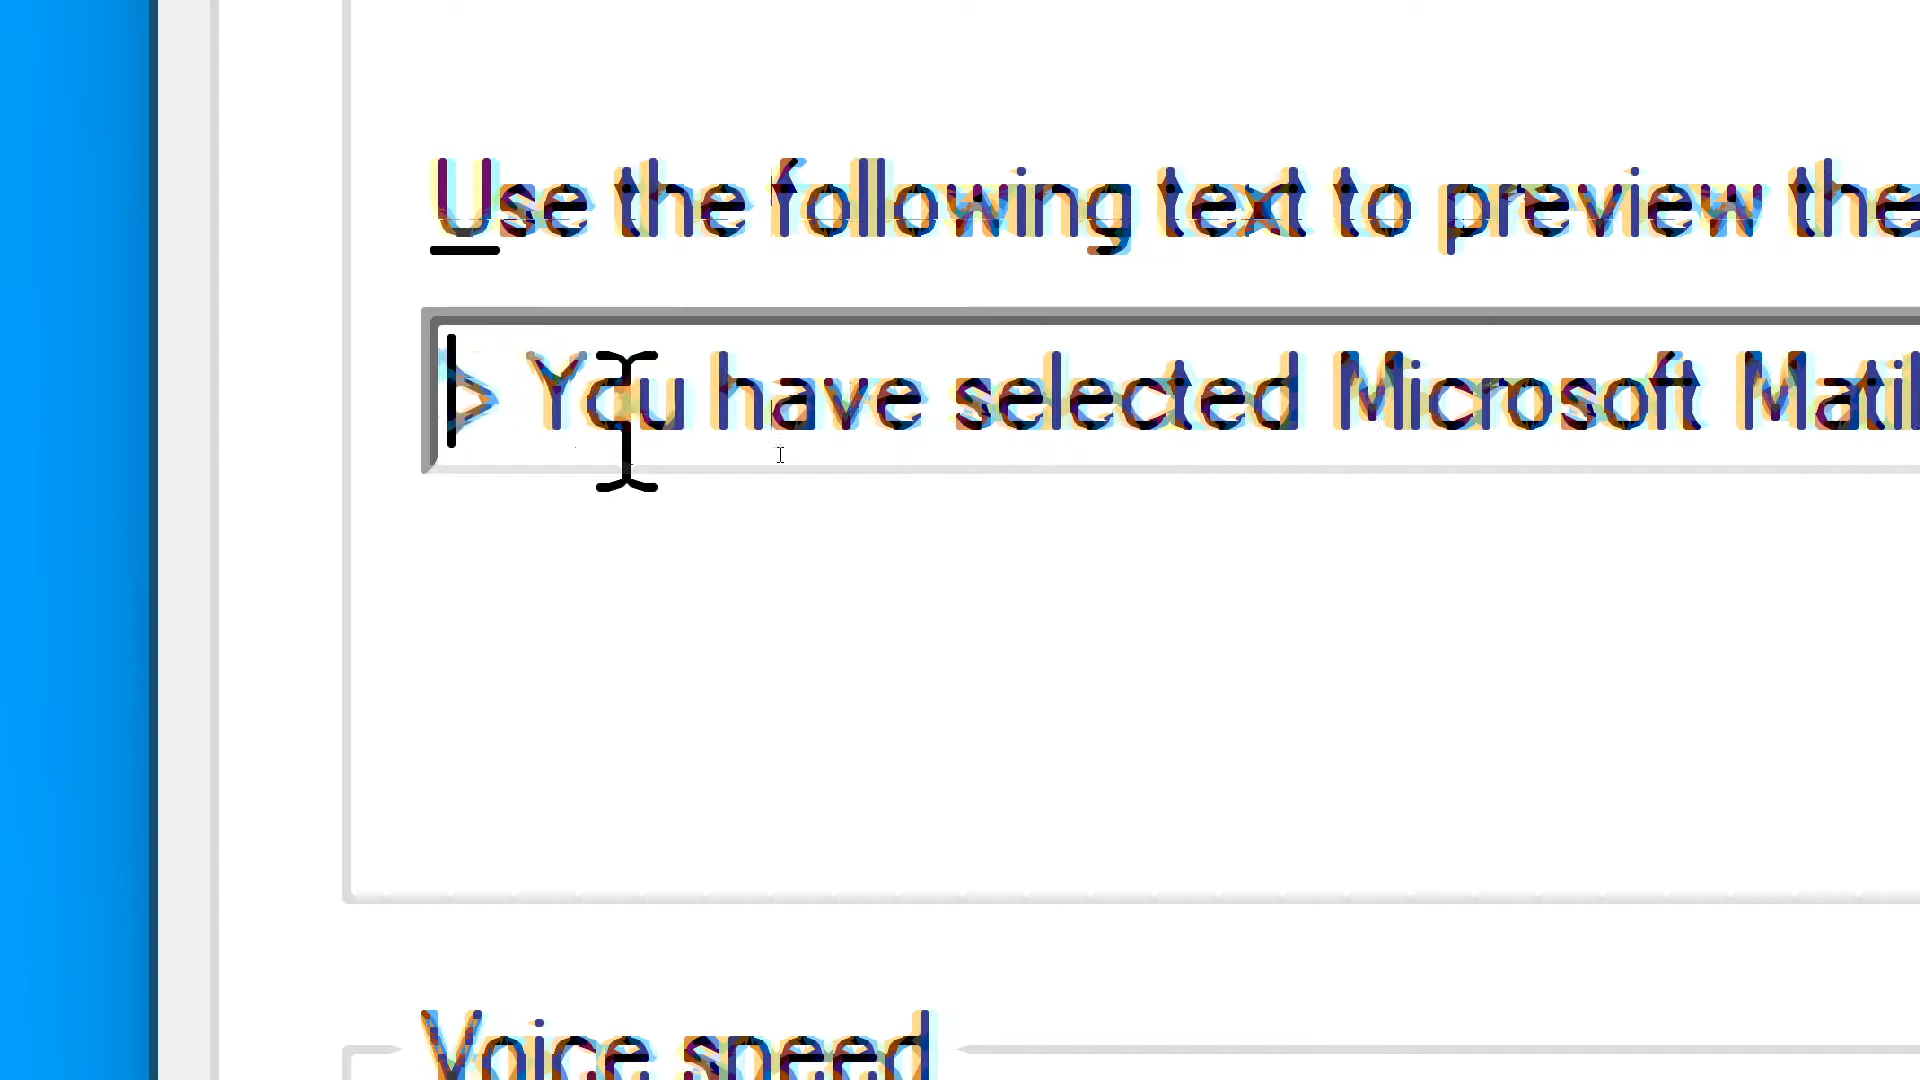 Use the following text to preview the
> You have selected Microsoft Matil
Voice speed